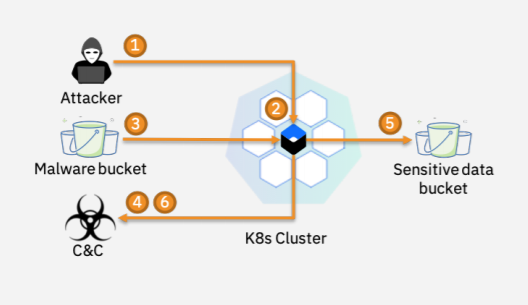 1
Attacker
2
3
5
Malware bucket
Sensitive data
bucket
4 6
C&C
K8s Cluster